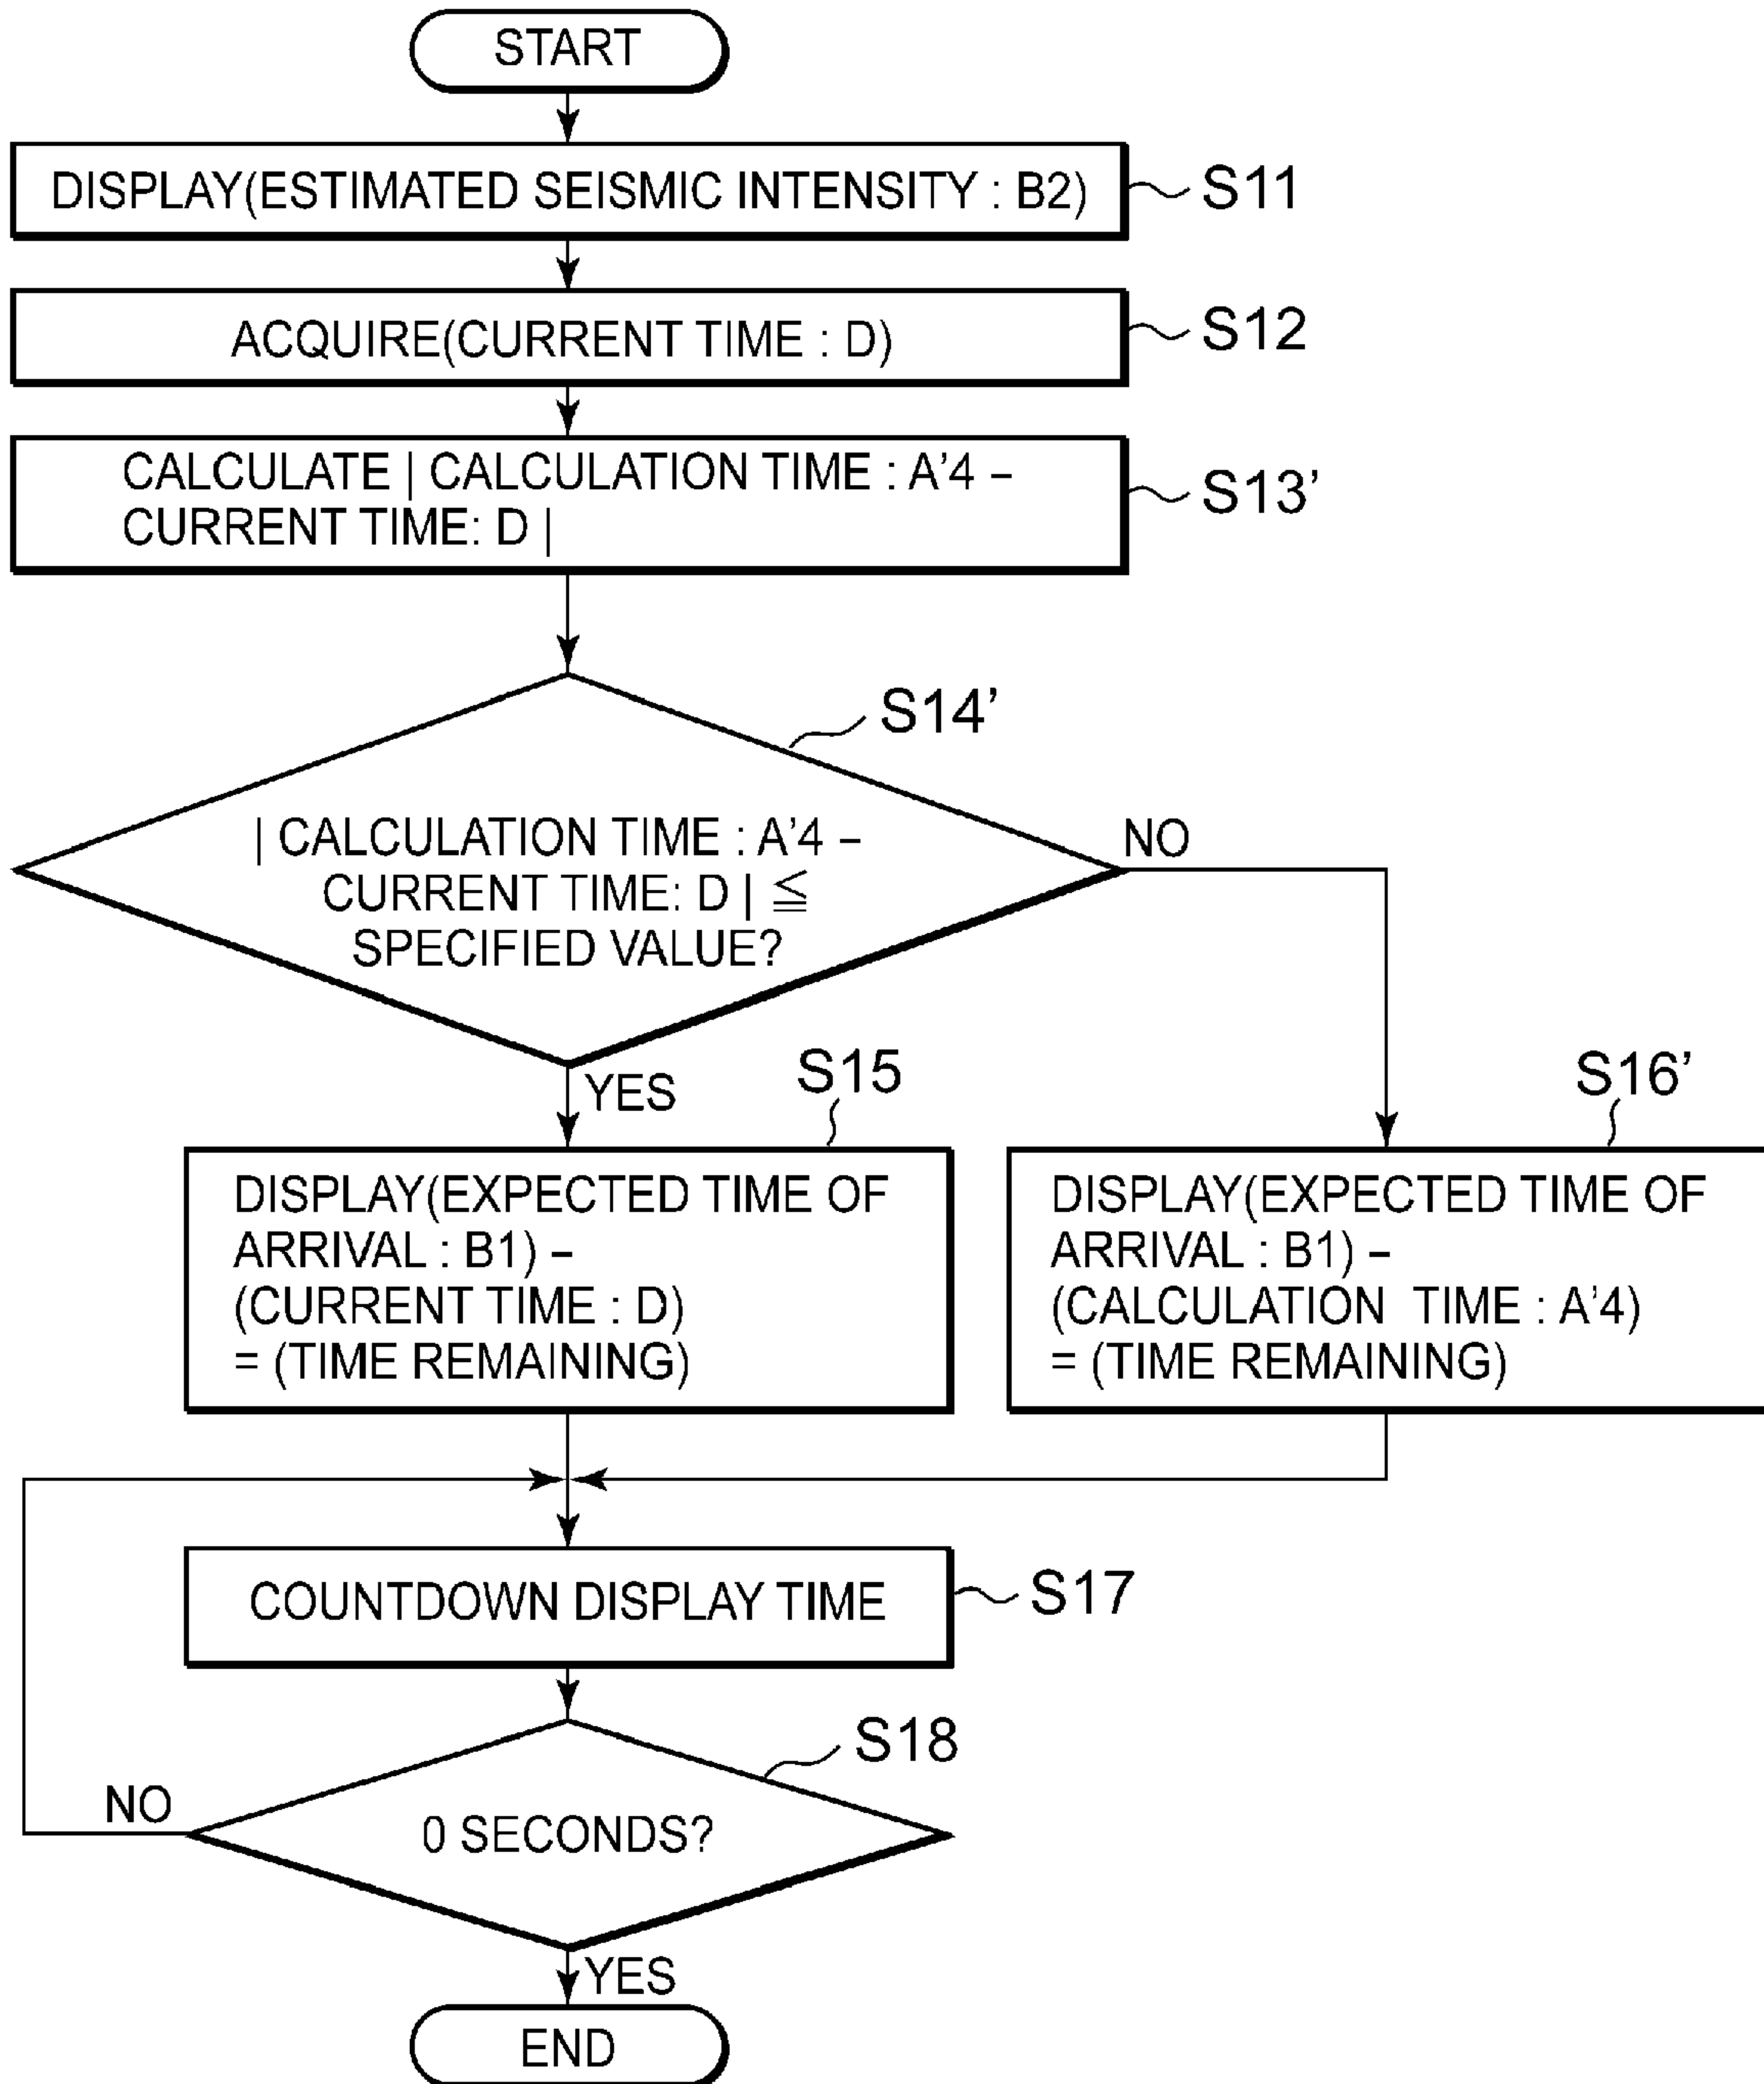 START
DISPLAY(ESTIMATED SEISMIC INTENSITY : B2)
S11
ACQUIRE(CURRENT TIME : D)
S12
CALCULATE | CALCULATION TIME : A’4 –
CURRENT TIME: D |
S13’
S14’
| CALCULATION TIME : A’4 –
CURRENT TIME: D | ≦
SPECIFIED VALUE?
NO
YES
S15
S16’
DISPLAY(EXPECTED TIME OF
ARRIVAL : B1) –
(CURRENT TIME : D)
= (TIME REMAINING)
DISPLAY(EXPECTED TIME OF
ARRIVAL : B1) –
(CALCULATION TIME : A’4)
= (TIME REMAINING)
COUNTDOWN DISPLAY TIME
S17
S18
0 SECONDS?
NO
YES
END